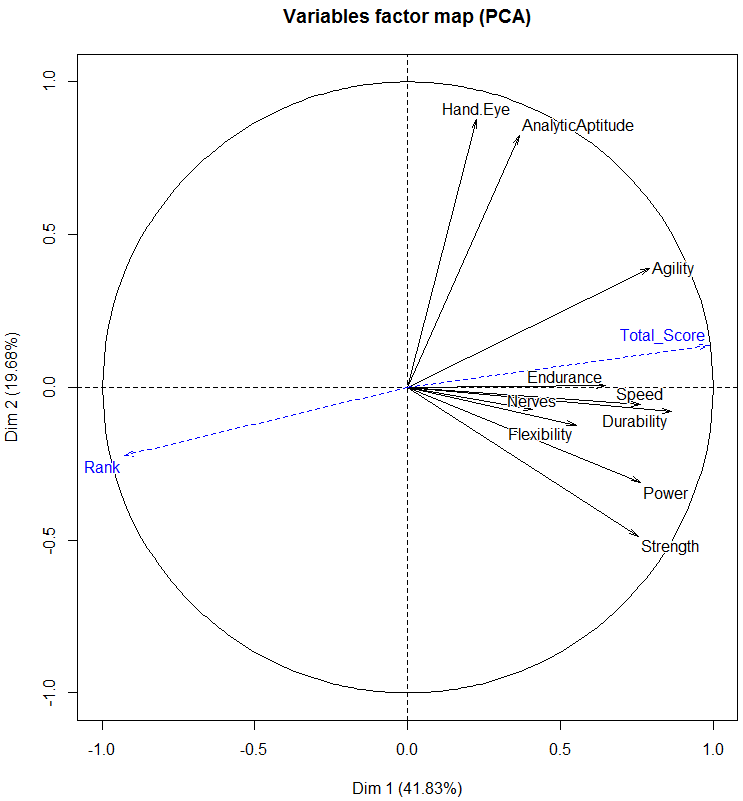 Variables factor map (PCA)
1.0
Hand.Eye
AnalyticAptitude
0.5
Agility
Total_Score
0.0
Endurance
Speed
Nerves
Durability
Flexibility
Rank
Power
-0.5
Strength
-1.0
Dim 2 (19.68%)
-1.0 -0.5 0.0 0.5 1.0
Dim 1 (41.83%)